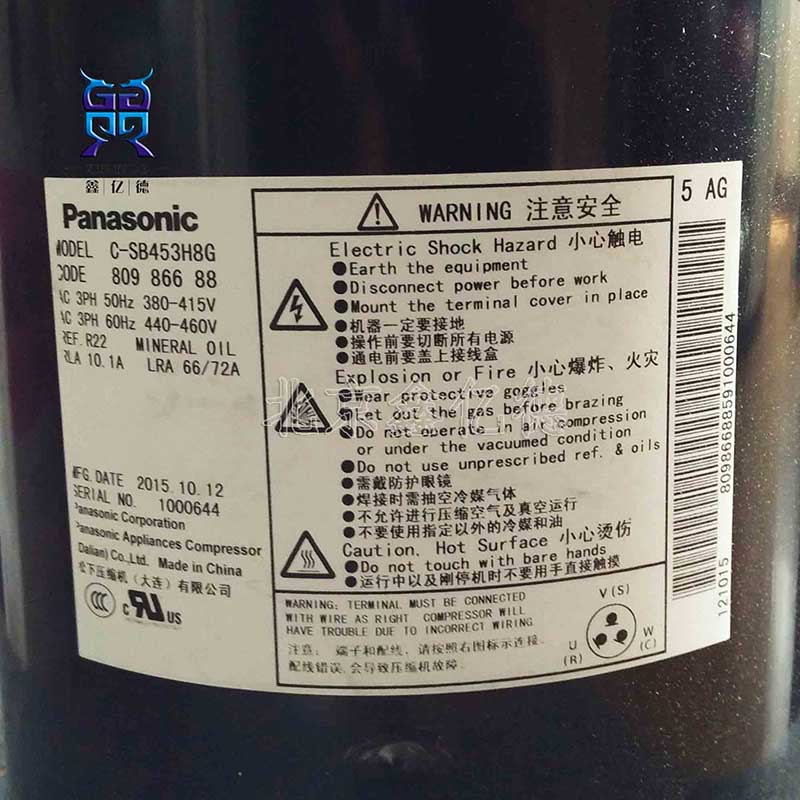 鑫|亿|德
Panasonic
MODEL C-SB453H8G
CODE 809 866 88
AC 3PH 50Hz 380-415V
AC 3PH 60Hz 440-460V
REF. R22 MINERAL OIL
RLA 10.1A LRA 66/72A
MFG. DATE 2015.10.12
SERIAL NO. 1000644
Panasonic Corporation
Panasonic Appliances Compressor
(Dalian) Co., Ltd. Made in China
松下压缩机（大连）有限公司
CCC
c RU US
WARNING 注意安全
Electric Shock Hazard 小心触电
●Earth the equipment
●Disconnect power before work
●Mount the terminal cover in place
●机器一定要接地
●操作前要切断所有电源
●通电前要盖上接线盒
Explosion or Fire 小心爆炸、火灾
●Wear protective goggles
●Let out the gas before brazing
●Do not operate in air compression
or under the vacuumed condition
●Do not use unprescribed ref. & oils
●需戴防护眼镜
●焊接时需抽空冷媒气体
●不允许进行压缩空气及真空运行
●不要使用指定以外的冷媒和油
Caution. Hot Surface 小心烫伤
●Do not touch with bare hands
●运行中以及刚停机时不要用手直接触摸
WARNING: TERMINAL MUST BE CONNECTED
WITH WIRE AS RIGHT COMPRESSOR WILL
HAVE TROUBLE DUE TO INCORRECT WIRING
注意: 端子和配线, 请按照右图标示连接.
配线错误, 会导致压缩机故障.
V(S)
U
(R)
W
(C)
5 AG
80986688591000644
121015
北京鑫亿德